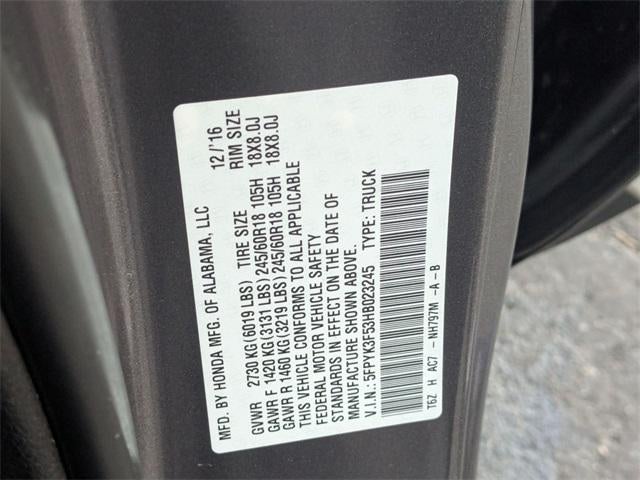 MFD. BY HONDA MFG. OF ALABAMA, LLC 12/'16
GVWR 2730 KG(6019 LBS) TIRE SIZE RIM SIZE
GAWR F 1420 KG(3131 LBS) 245/60R18 105H 18X8.0J
GAWR R 1460 KG(3219 LBS) 245/60R18 105H 18X8.0J
THIS VEHICLE CONFORMS TO ALL APPLICABLE
FEDERAL MOTOR VEHICLE SAFETY
STANDARDS IN EFFECT ON THE DATE OF
MANUFACTURE SHOWN ABOVE.
V.I.N.: 5FPYK3F53HB023245 TYPE: TRUCK
T6Z H AC7 - NH797M -A -B